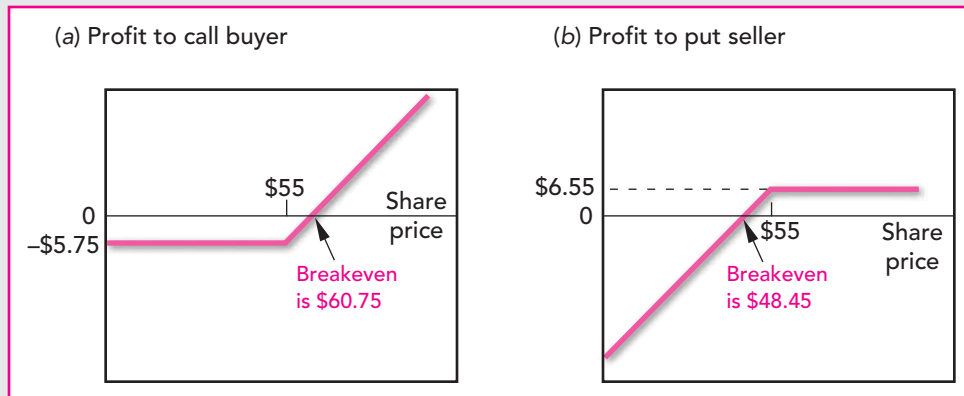 (a) Profit to call buyer
$55
Share
price
0
–$5.75
Breakeven
is $60.75
(b) Profit to put seller
$6.55
0
$55
Share
price
Breakeven
is $48.45